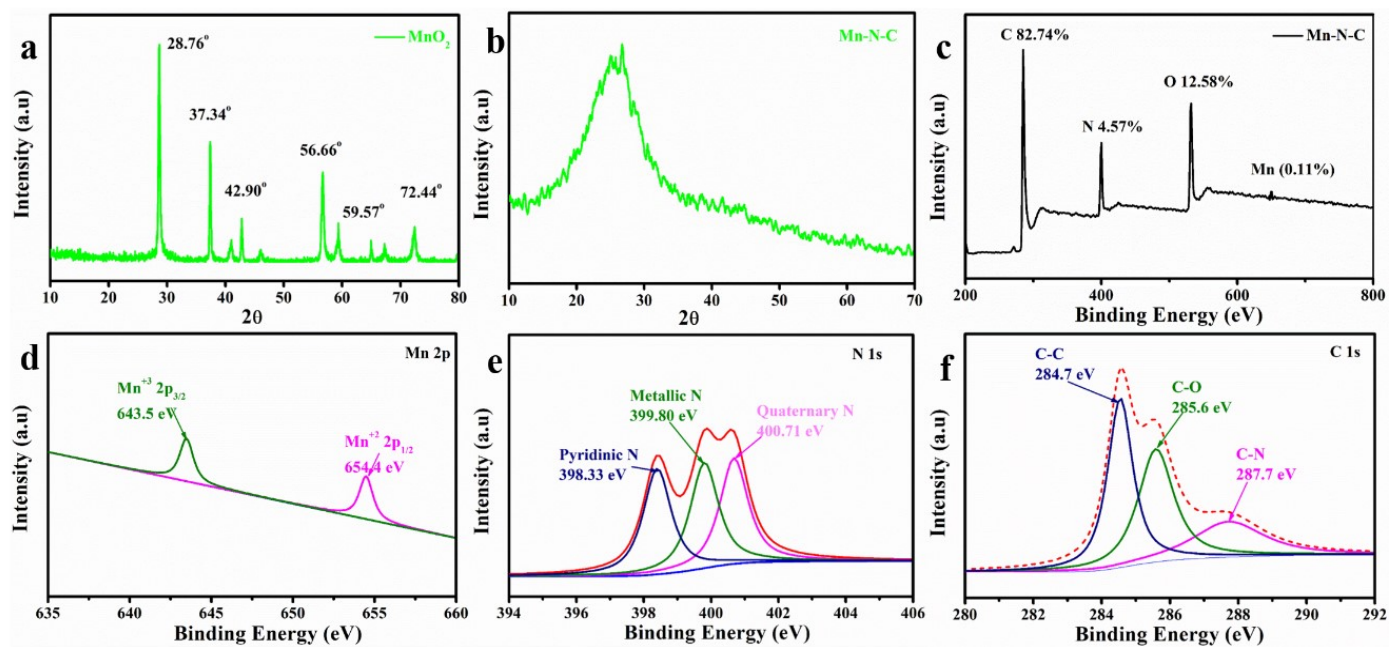 a
MnO₂
28.76°
37.34°
42.90°
56.66°
59.57°
72.44°
Intensity (a.u)
10 20 30 40 50 60 70 80
2θ
b
Mn-N-C
Intensity (a.u)
10 20 30 40 50 60 70
2θ
c
Mn-N-C
C 82.74%
N 4.57%
O 12.58%
Mn (0.11%)
Intensity (a.u)
200 400 600 800
Binding Energy (eV)
d
Mn 2p
Mn⁺³ 2p₃/₂
643.5 eV
Mn⁺² 2p₁/₂
654.4 eV
Intensity (a.u)
635 640 645 650 655 660
Binding Energy (eV)
e
N 1s
Pyridinic N
398.33 eV
Metallic N
399.80 eV
Quaternary N
400.71 eV
Intensity (a.u)
394 396 398 400 402 404 406
Binding Energy (eV)
f
C 1s
C-C
284.7 eV
C-O
285.6 eV
C-N
287.7 eV
Intensity (a.u)
280 282 284 286 288 290 292
Binding Energy (eV)